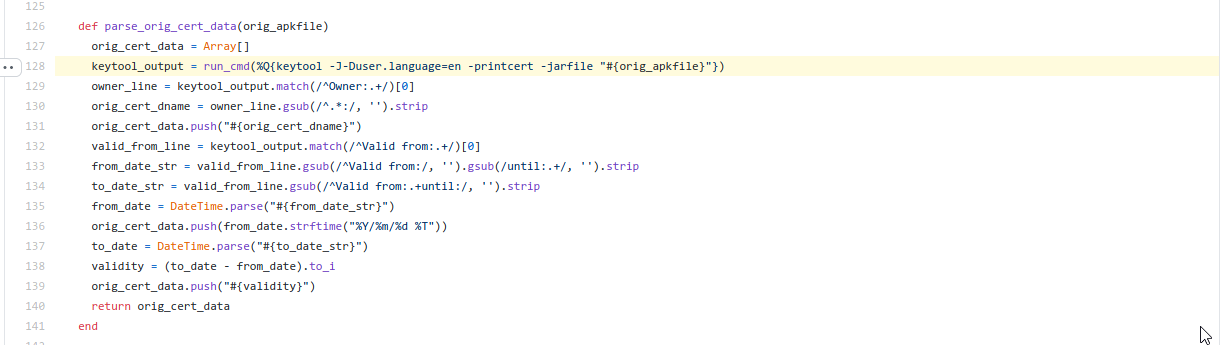 125
126 def parse_orig_cert_data(orig_apkfile)
127 orig_cert_data = Array[]
128 keytool_output = run_cmd(%Q{keytool -J-Duser.language=en -printcert -jarfile "#{orig_apkfile}"})
129 owner_line = keytool_output.match(/^Owner:.+/)[0]
130 orig_cert_dname = owner_line.gsub(/^.*:/, '').strip
131 orig_cert_data.push("#{orig_cert_dname}")
132 valid_from_line = keytool_output.match(/^Valid from:.+/)[0]
133 from_date_str = valid_from_line.gsub(/^Valid from:/, '').gsub(/until:.+/, '').strip
134 to_date_str = valid_from_line.gsub(/^Valid from:.+until:/, '').strip
135 from_date = DateTime.parse("#{from_date_str}")
136 orig_cert_data.push(from_date.strftime("%Y/%m/%d %T"))
137 to_date = DateTime.parse("#{to_date_str}")
138 validity = (to_date - from_date).to_i
139 orig_cert_data.push("#{validity}")
140 return orig_cert_data
141 end